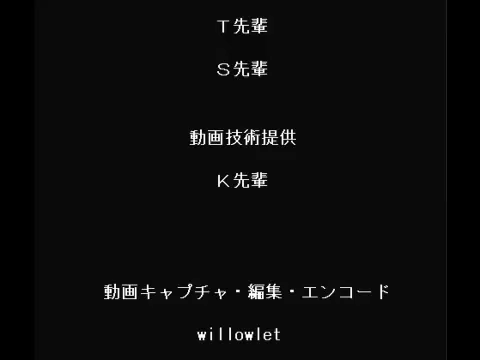 T先輩
S先輩
動画技術提供
K先輩
動画キャプチャ・編集・エンコード
willowlet